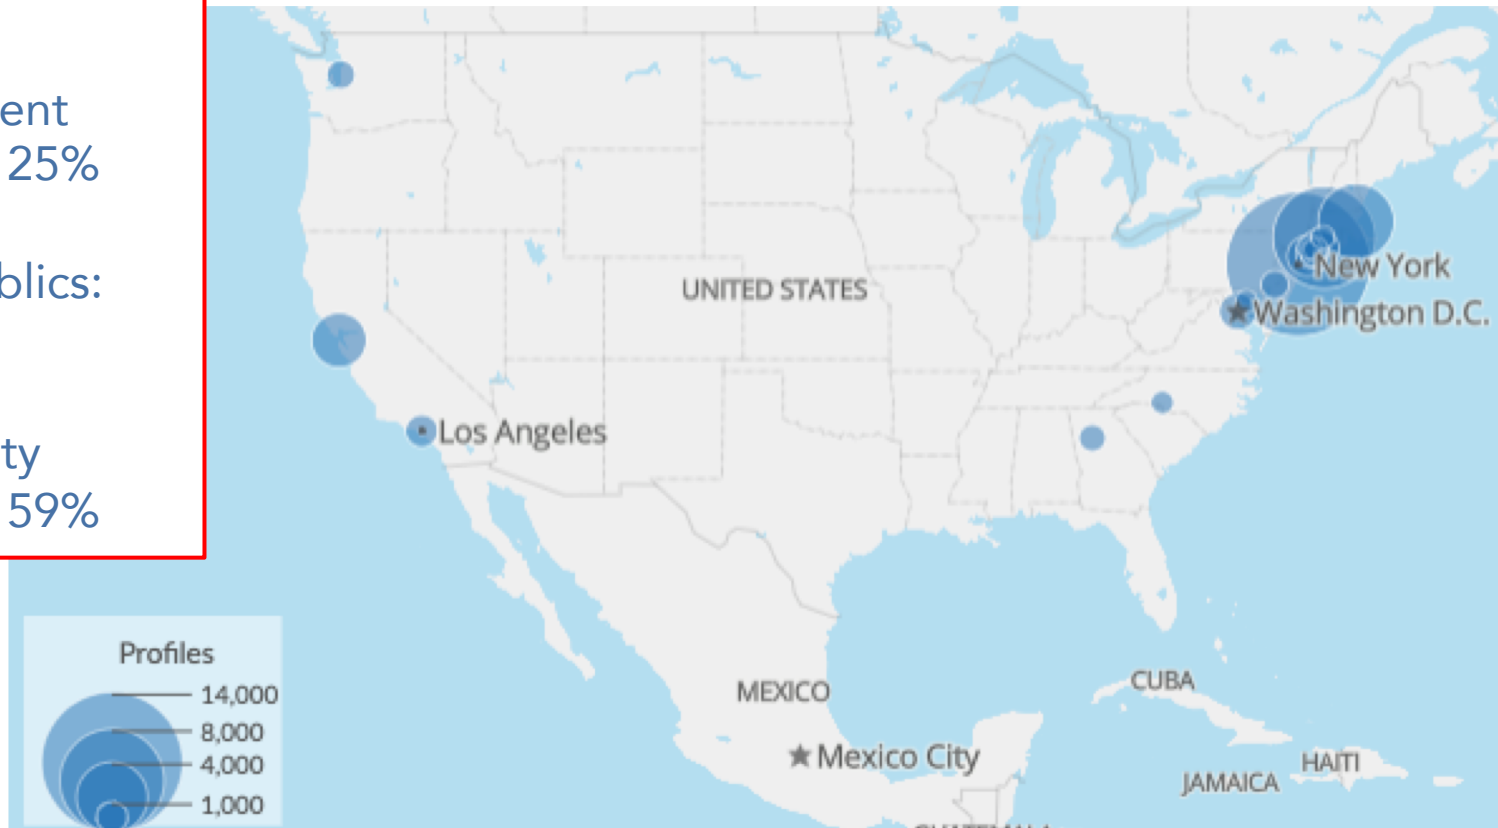 ent
25%
blics:
ty
59%
UNITED STATES
New York
Washington D.C.
Los Angeles
MEXICO
CUBA
Mexico City
HAITI
JAMAICA
Profiles
14,000
8,000
4,000
1,000